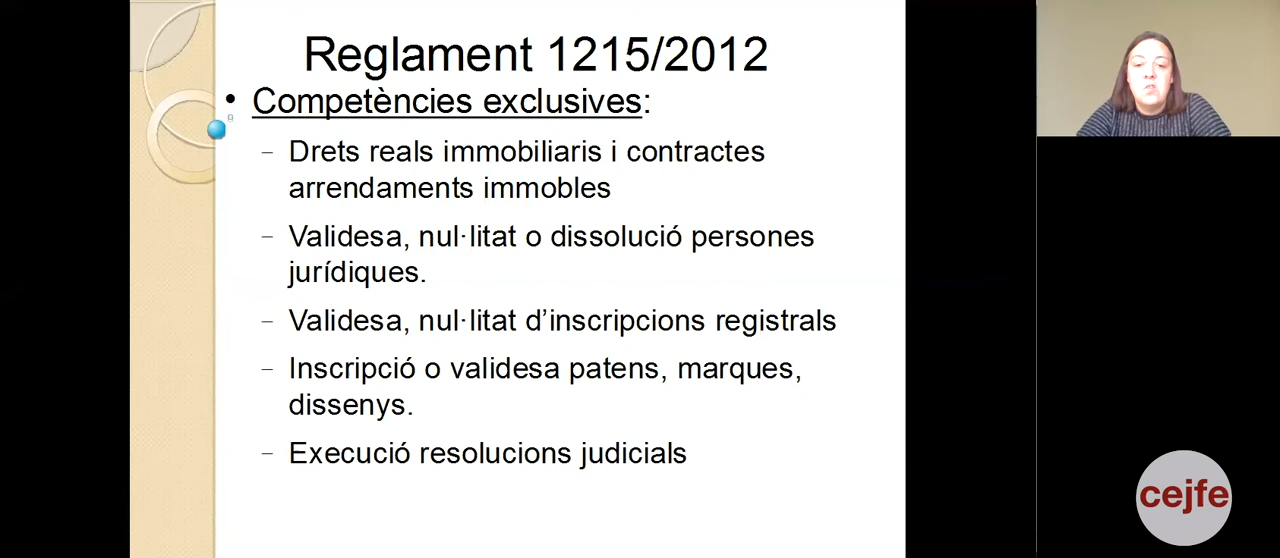 Reglament 1215/2012
• Competències exclusives:
9
– Drets reals immobiliaris i contractes
arrendaments immobles
– Validesa, nul·litat o dissolució persones
jurídiques.
– Validesa, nul·litat d’inscripcions registrals
– Inscripció o validesa patens, marques,
dissenys.
– Execució resolucions judicials
cejfe